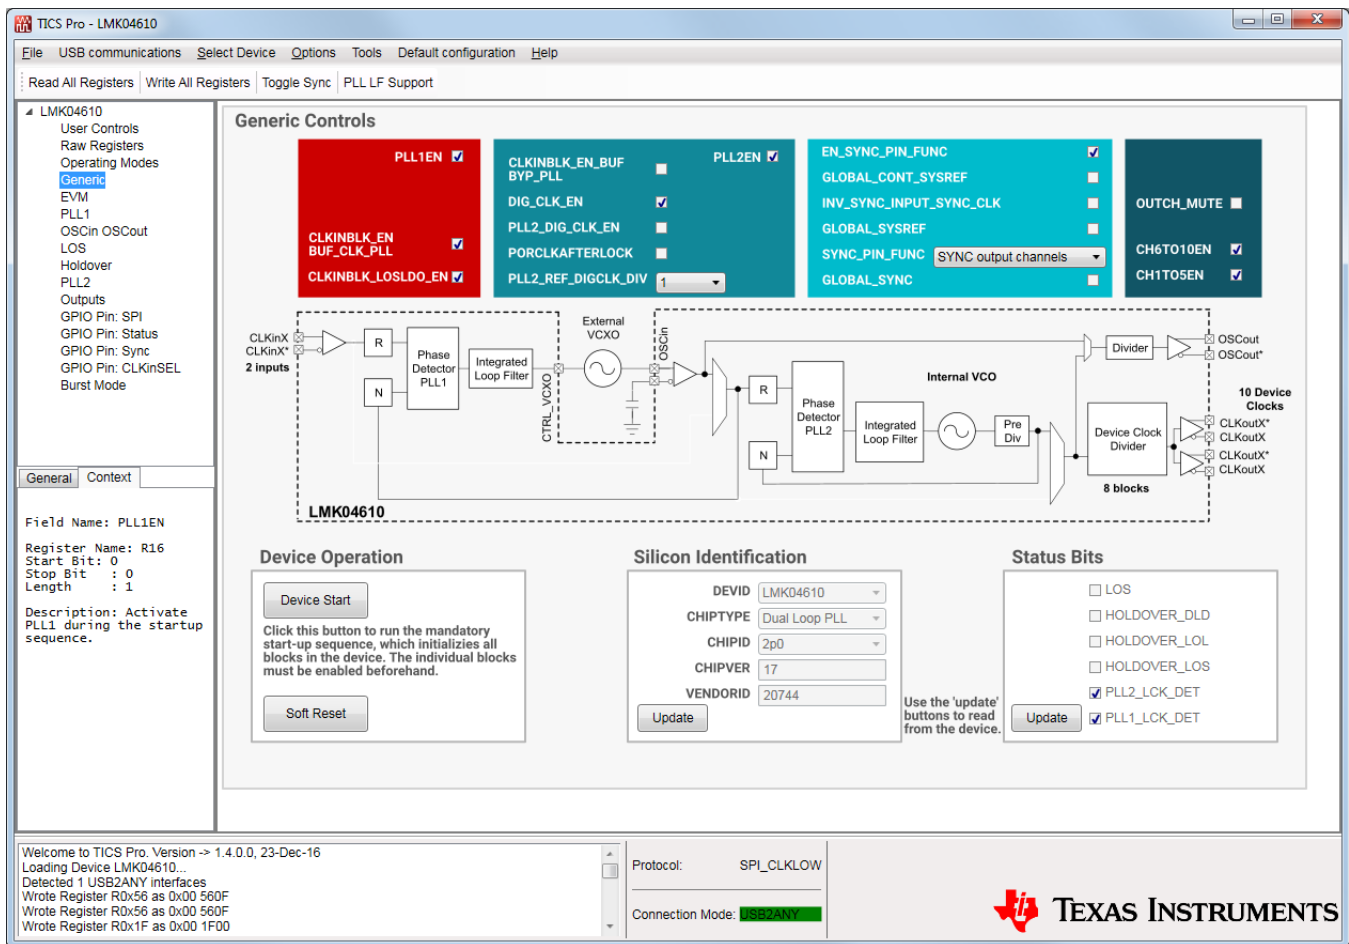 TICS Pro - LMK04610
File USB communications Select Device Options Tools Default configuration Help
Read All Registers Write All Registers Toggle Sync PLL LF Support
LMK04610
User Controls
Raw Registers
Operating Modes
Generic
EVM
PLL1
OSCin OSCout
LOS
Holdover
PLL2
Outputs
GPIO Pin: SPI
GPIO Pin: Status
GPIO Pin: Sync
GPIO Pin: CLKinSEL
Burst Mode
General Context
Field Name: PLL1EN
Register Name: R16
Start Bit: 0
Stop Bit : 0
Length : 1
Description: Activate
PLL1 during the startup
sequence.
Generic Controls
PLL1EN
CLKINBLK_EN
BUF_CLK_PLL
CLKINBLK_LOSLDO_EN
CLKINBLK_EN_BUF
BYP_PLL
PLL2EN
DIG_CLK_EN
PLL2_DIG_CLK_EN
PORCLKAFTERLOCK
PLL2_REF_DIGCLK_DIV 1
EN_SYNC_PIN_FUNC
GLOBAL_CONT_SYSREF
INV_SYNC_INPUT_SYNC_CLK
GLOBAL_SYSREF
SYNC_PIN_FUNC SYNC output channels
GLOBAL_SYNC
OUTCH_MUTE
CH6TO10EN
CH1TO5EN
CLKinX
CLKinX*
2 inputs
R
N
Phase
Detector
PLL1
Integrated
Loop Filter
CTRL_VCXO
External
VCXO
OSCin
R
N
Phase
Detector
PLL2
Integrated
Loop Filter
Internal VCO
Pre
Div
Divider
OSCout
OSCout*
10 Device
Clocks
Device Clock
Divider
8 blocks
CLKoutX*
CLKoutX
CLKoutX*
CLKoutX
LMK04610
Device Operation
Device Start
Click this button to run the mandatory
start-up sequence, which initializies all
blocks in the device. The individual blocks
must be enabled beforehand.
Soft Reset
Silicon Identification
DEVID LMK04610
CHIPTYPE Dual Loop PLL
CHIPID 2p0
CHIPVER 17
VENDORID 20744
Update
Use the 'update'
buttons to read
from the device.
Status Bits
LOS
HOLDOVER_DLD
HOLDOVER_LOL
HOLDOVER_LOS
PLL2_LCK_DET
PLL1_LCK_DET
Update
Welcome to TICS Pro. Version -> 1.4.0.0, 23-Dec-16
Loading Device LMK04610...
Detected 1 USB2ANY interfaces
Wrote Register R0x56 as 0x00 560F
Wrote Register R0x56 as 0x00 560F
Wrote Register R0x1F as 0x00 1F00
Protocol: SPI_CLKLOW
Connection Mode: USB2ANY
TEXAS INSTRUMENTS